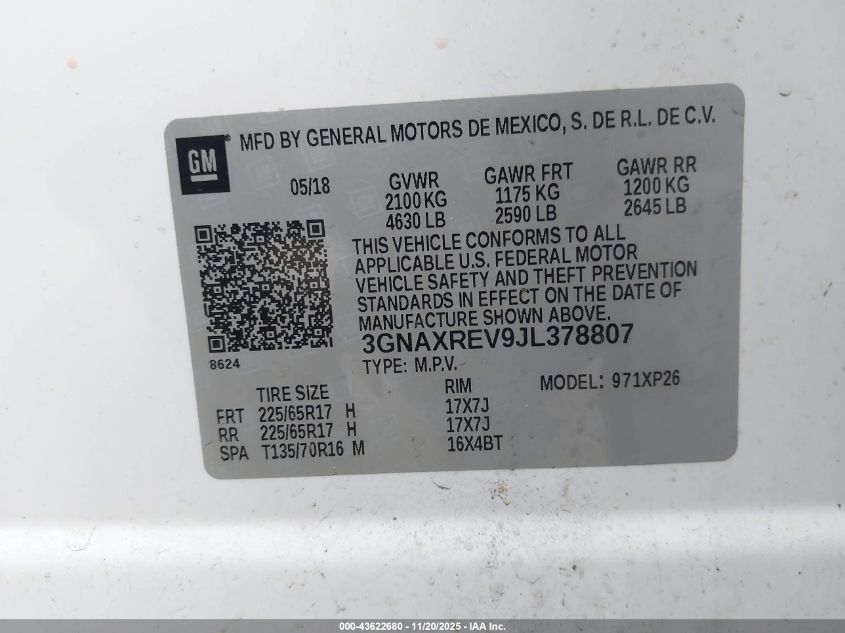 GM ® MFD BY GENERAL MOTORS DE MEXICO, S. DE R.L. DE C.V.
05/18 GVWR GAWR FRT GAWR RR
2100 KG 1175 KG 1200 KG
4630 LB 2590 LB 2645 LB
THIS VEHICLE CONFORMS TO ALL
APPLICABLE U.S. FEDERAL MOTOR
VEHICLE SAFETY AND THEFT PREVENTION
STANDARDS IN EFFECT ON THE DATE OF
MANUFACTURE SHOWN ABOVE.
3GNAXREV9JL378807
8624 TYPE: M.P.V.
TIRE SIZE RIM MODEL: 971XP26
FRT 225/65R17 H 17X7J
RR 225/65R17 H 17X7J
SPA T135/70R16 M 16X4BT
000-43622680 - 11/20/2025 - IAA Inc.